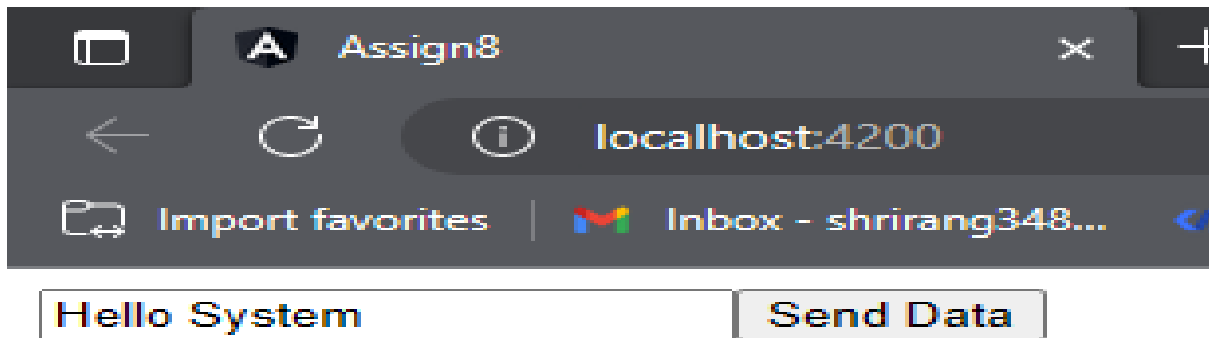 Assign8
localhost:4200
Import favorites Inbox - shrirang348...
Hello System Send Data